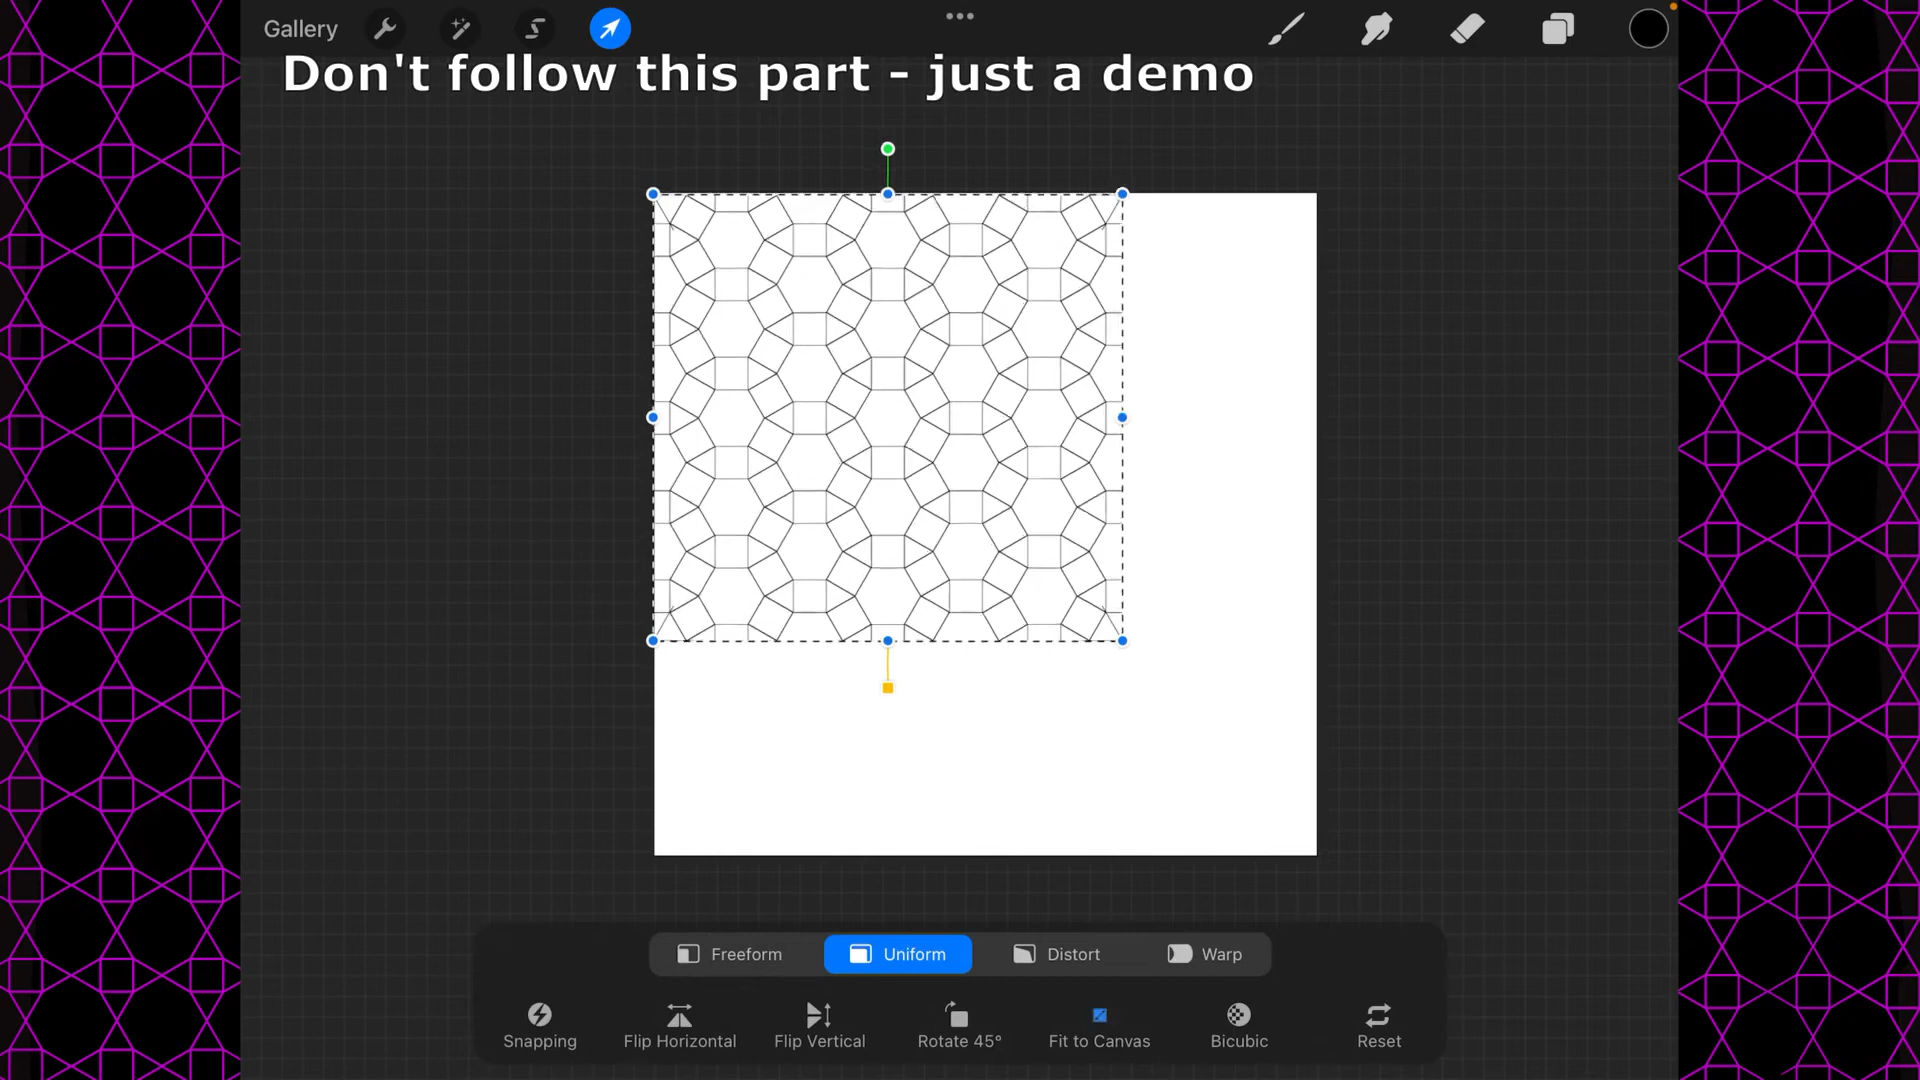 Gallery
Don't follow this part - just a demo
Freeform Uniform Distort Warp
Snapping Flip Horizontal Flip Vertical Rotate 45° Fit to Canvas Bicubic Reset